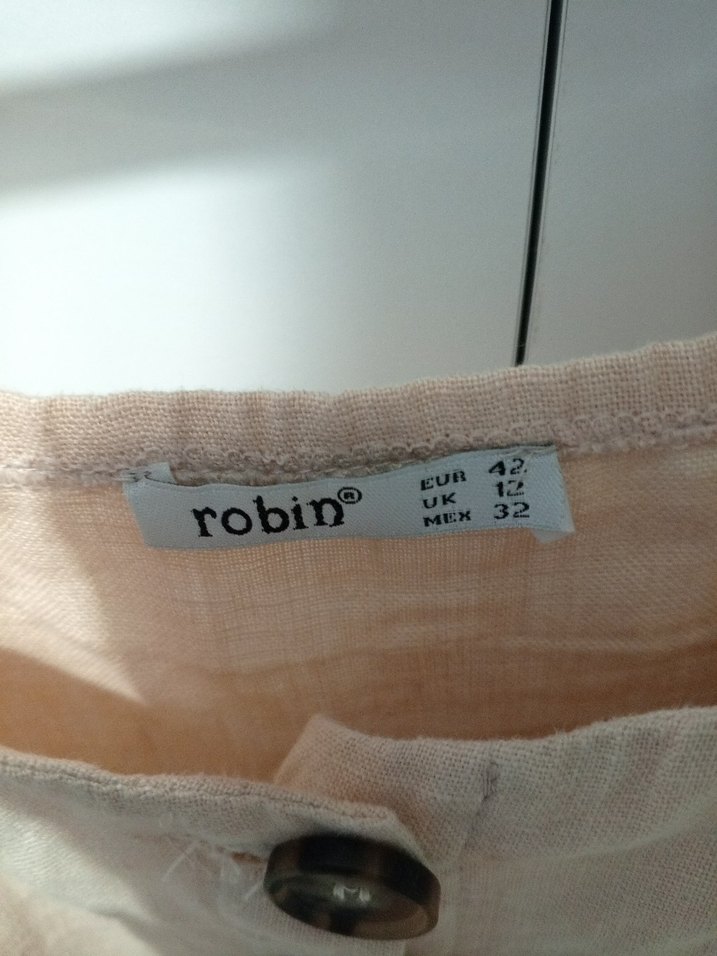 robin®
EUR 42
UK 12
MEX 32